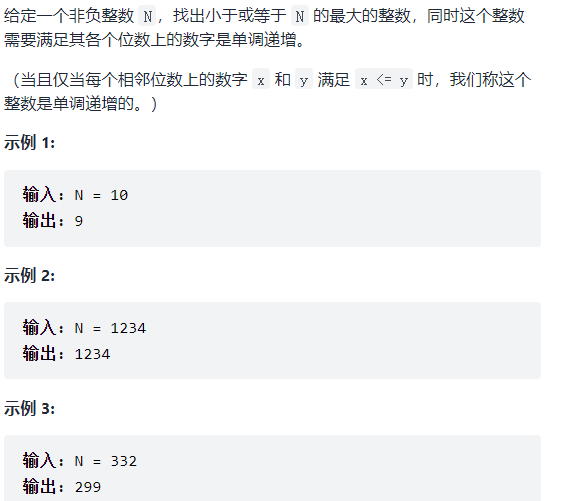 给定一个非负整数 N，找出小于或等于 N 的最大的整数，同时这个整数
需要满足其各个位数上的数字是单调递增。
（当且仅当每个相邻位数上的数字 x 和 y 满足 x <= y 时，我们称这个
整数是单调递增的。）
示例 1:
输入: N = 10
输出: 9
示例 2:
输入: N = 1234
输出: 1234
示例 3:
输入: N = 332
输出: 299